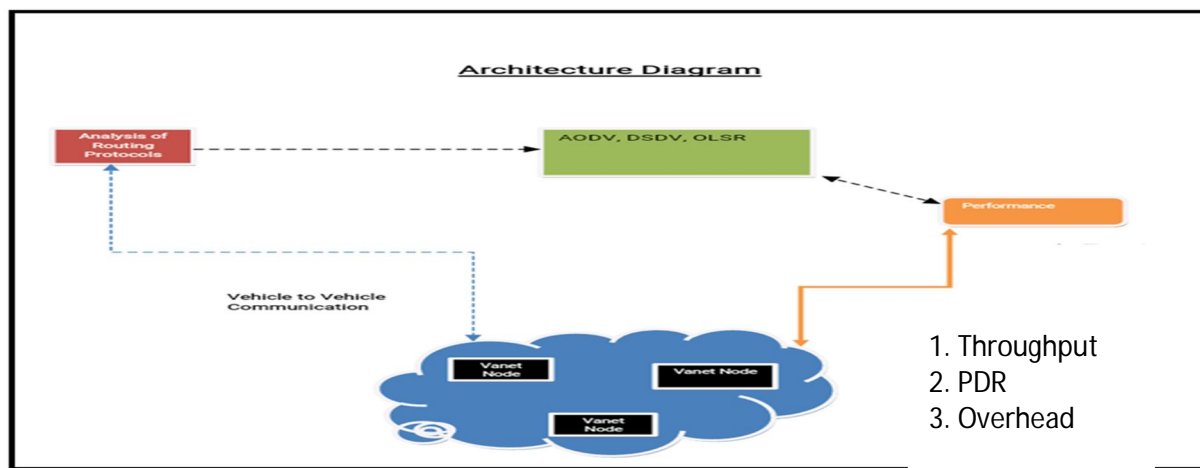 Architecture Diagram
Analysis of
Routing
Protocols
AODV, DSDV, OLSR
Performance
Vehicle to Vehicle
Communication
Vanet
Node
Vanet Node
Vanet
Node
1. Throughput
2. PDR
3. Overhead